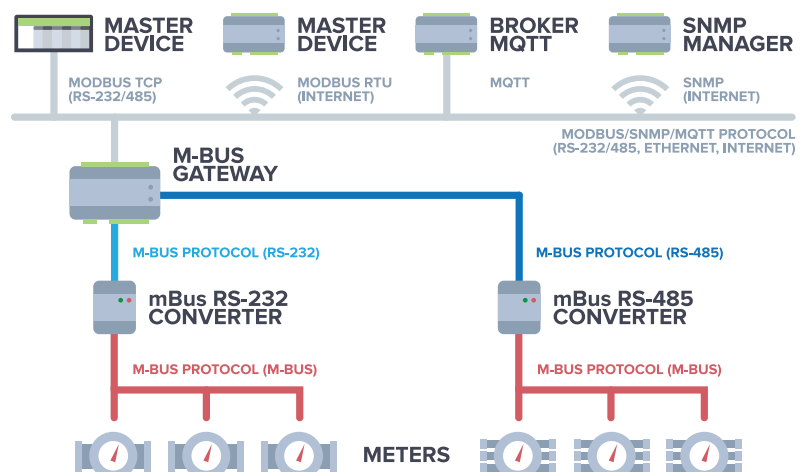 MASTER
DEVICE
MASTER
DEVICE
BROKER
MQTT
SNMP
MANAGER
MODBUS TCP
(RS-232/485)
MODBUS RTU
(INTERNET)
MQTT
SNMP
(INTERNET)
MODBUS/SNMP/MQTT PROTOCOL
(RS-232/485, ETHERNET, INTERNET)
M-BUS
GATEWAY
M-BUS PROTOCOL (RS-232)
M-BUS PROTOCOL (RS-485)
mBus RS-232
CONVERTER
mBus RS-485
CONVERTER
M-BUS PROTOCOL (M-BUS)
M-BUS PROTOCOL (M-BUS)
METERS